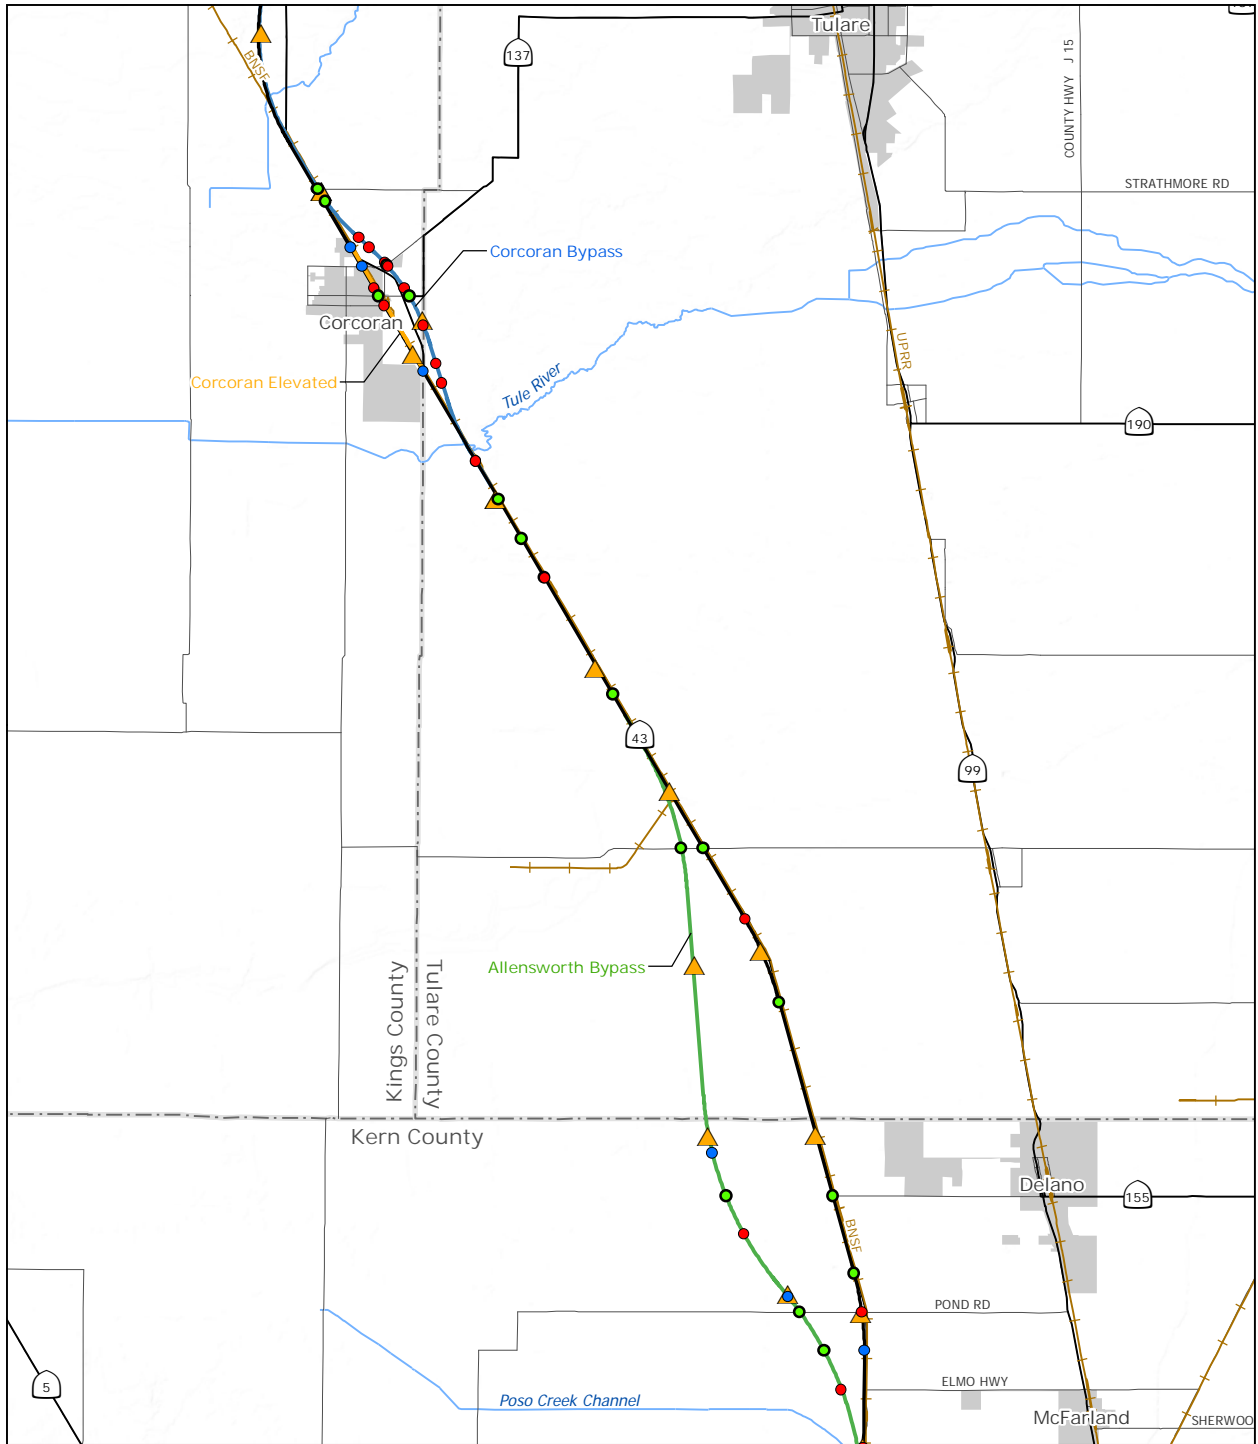 Tulare
137
BNSF
COUNTY HWY J 15
STRATHMORE RD
Corcoran Bypass
Corcoran
UPRR
Corcoran Elevated
Tule River
190
43
99
Allensworth Bypass
Kings County
Tulare County
Kern County
Delano
155
BNSF
POND RD
5
ELMO HWY
Poso Creek Channel
McFarland
SHERWOO